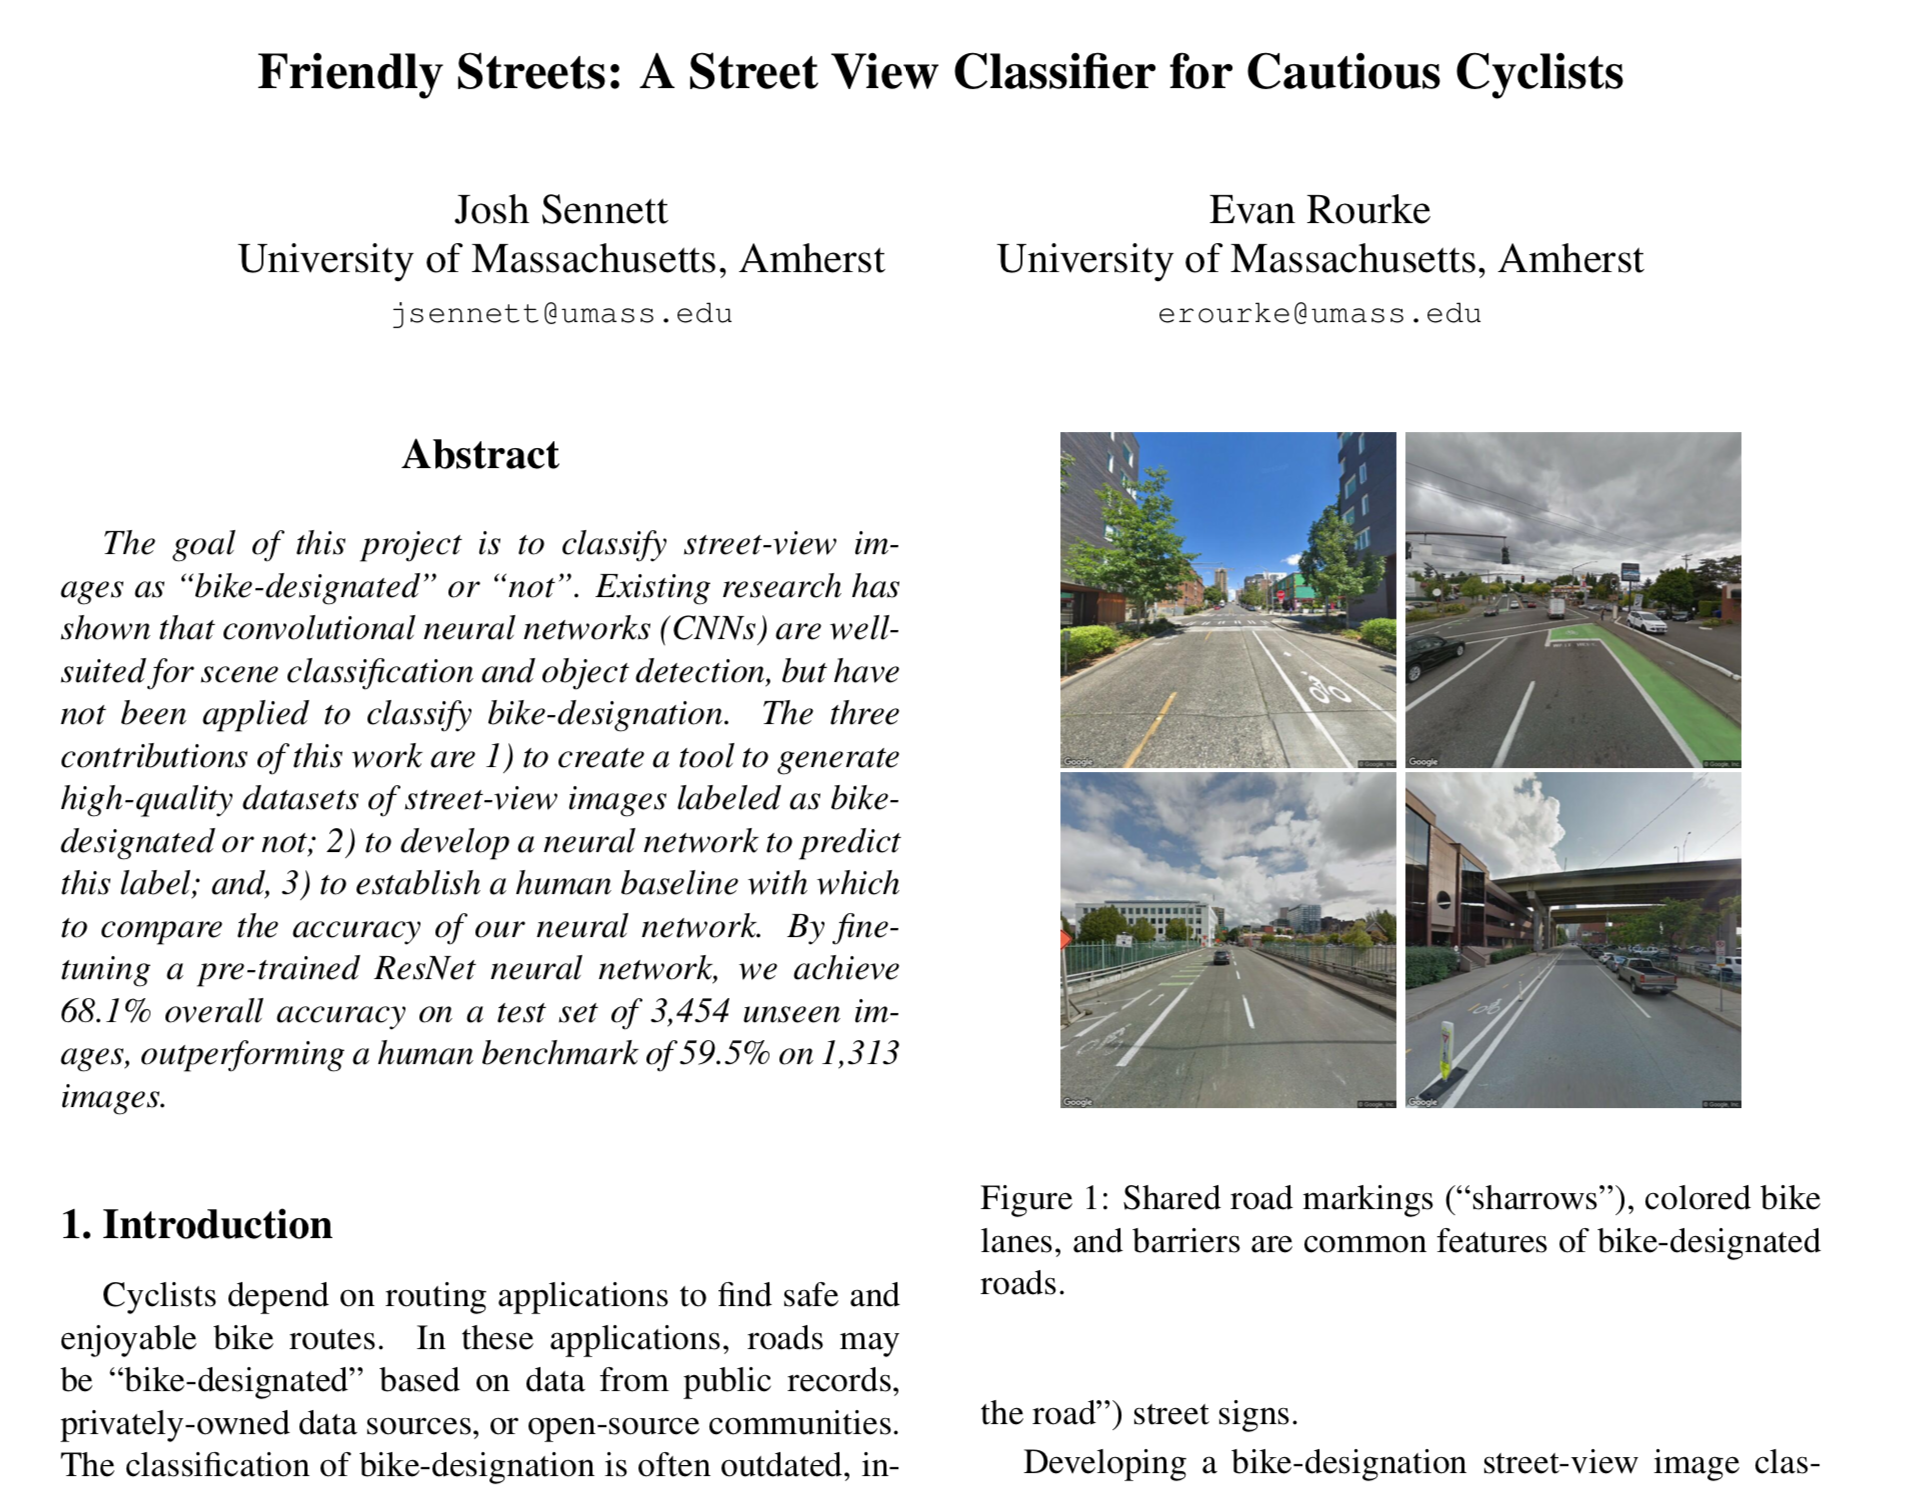 Friendly Streets: A Street View Classifier for Cautious Cyclists
Josh Sennett
University of Massachusetts, Amherst
jsennett@umass.edu
Evan Rourke
University of Massachusetts, Amherst
erourke@umass.edu
Abstract
The goal of this project is to classify street-view im-
ages as “bike-designated” or “not”. Existing research has
shown that convolutional neural networks (CNNs) are well-
suited for scene classification and object detection, but have
not been applied to classify bike-designation. The three
contributions of this work are 1) to create a tool to generate
high-quality datasets of street-view images labeled as bike-
designated or not; 2) to develop a neural network to predict
this label; and, 3) to establish a human baseline with which
to compare the accuracy of our neural network. By fine-
tuning a pre-trained ResNet neural network, we achieve
68.1% overall accuracy on a test set of 3,454 unseen im-
ages, outperforming a human benchmark of 59.5% on 1,313
images.
1. Introduction
Cyclists depend on routing applications to find safe and
enjoyable bike routes. In these applications, roads may
be “bike-designated” based on data from public records,
privately-owned data sources, or open-source communities.
The classification of bike-designation is often outdated, in-
Google
© Google, Inc.
Google
© Google, Inc.
Google
© Google, Inc.
Google
© Google, Inc.
Figure 1: Shared road markings (“sharrows”), colored bike
lanes, and barriers are common features of bike-designated
roads.
the road”) street signs.
Developing a bike-designation street-view image clas-